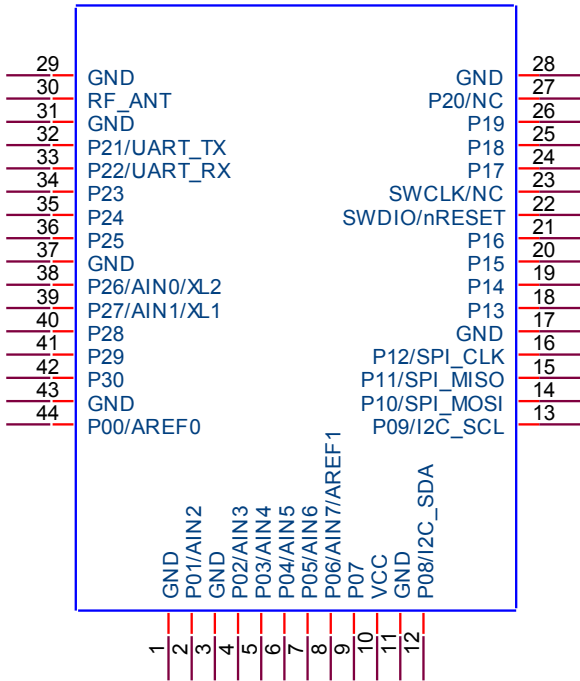 29 GND GND 28
30 RF_ANT P20/NC 27
31 GND P19 26
32 P21/UART_TX P18 25
33 P22/UART_RX P17 24
34 P23 SWCLK/NC 23
35 P24 SWDIO/nRESET 22
36 P25 P16 21
37 GND P15 20
38 P26/AIN0/XL2 P14 19
39 P27/AIN1/XL1 P13 18
40 P28 GND 17
41 P29 P12/SPI_CLK 16
42 P30 P11/SPI_MISO 15
43 GND P10/SPI_MOSI 14
44 P00/AREF0 P09/I2C_SCL 13
1 GND
2 P01/AIN2
3 GND
4 P02/AIN3
5 P03/AIN4
6 P04/AIN5
7 P05/AIN6
8 P06/AIN7/AREF1
9 P07
10 VCC
11 GND
12 P08/I2C_SDA